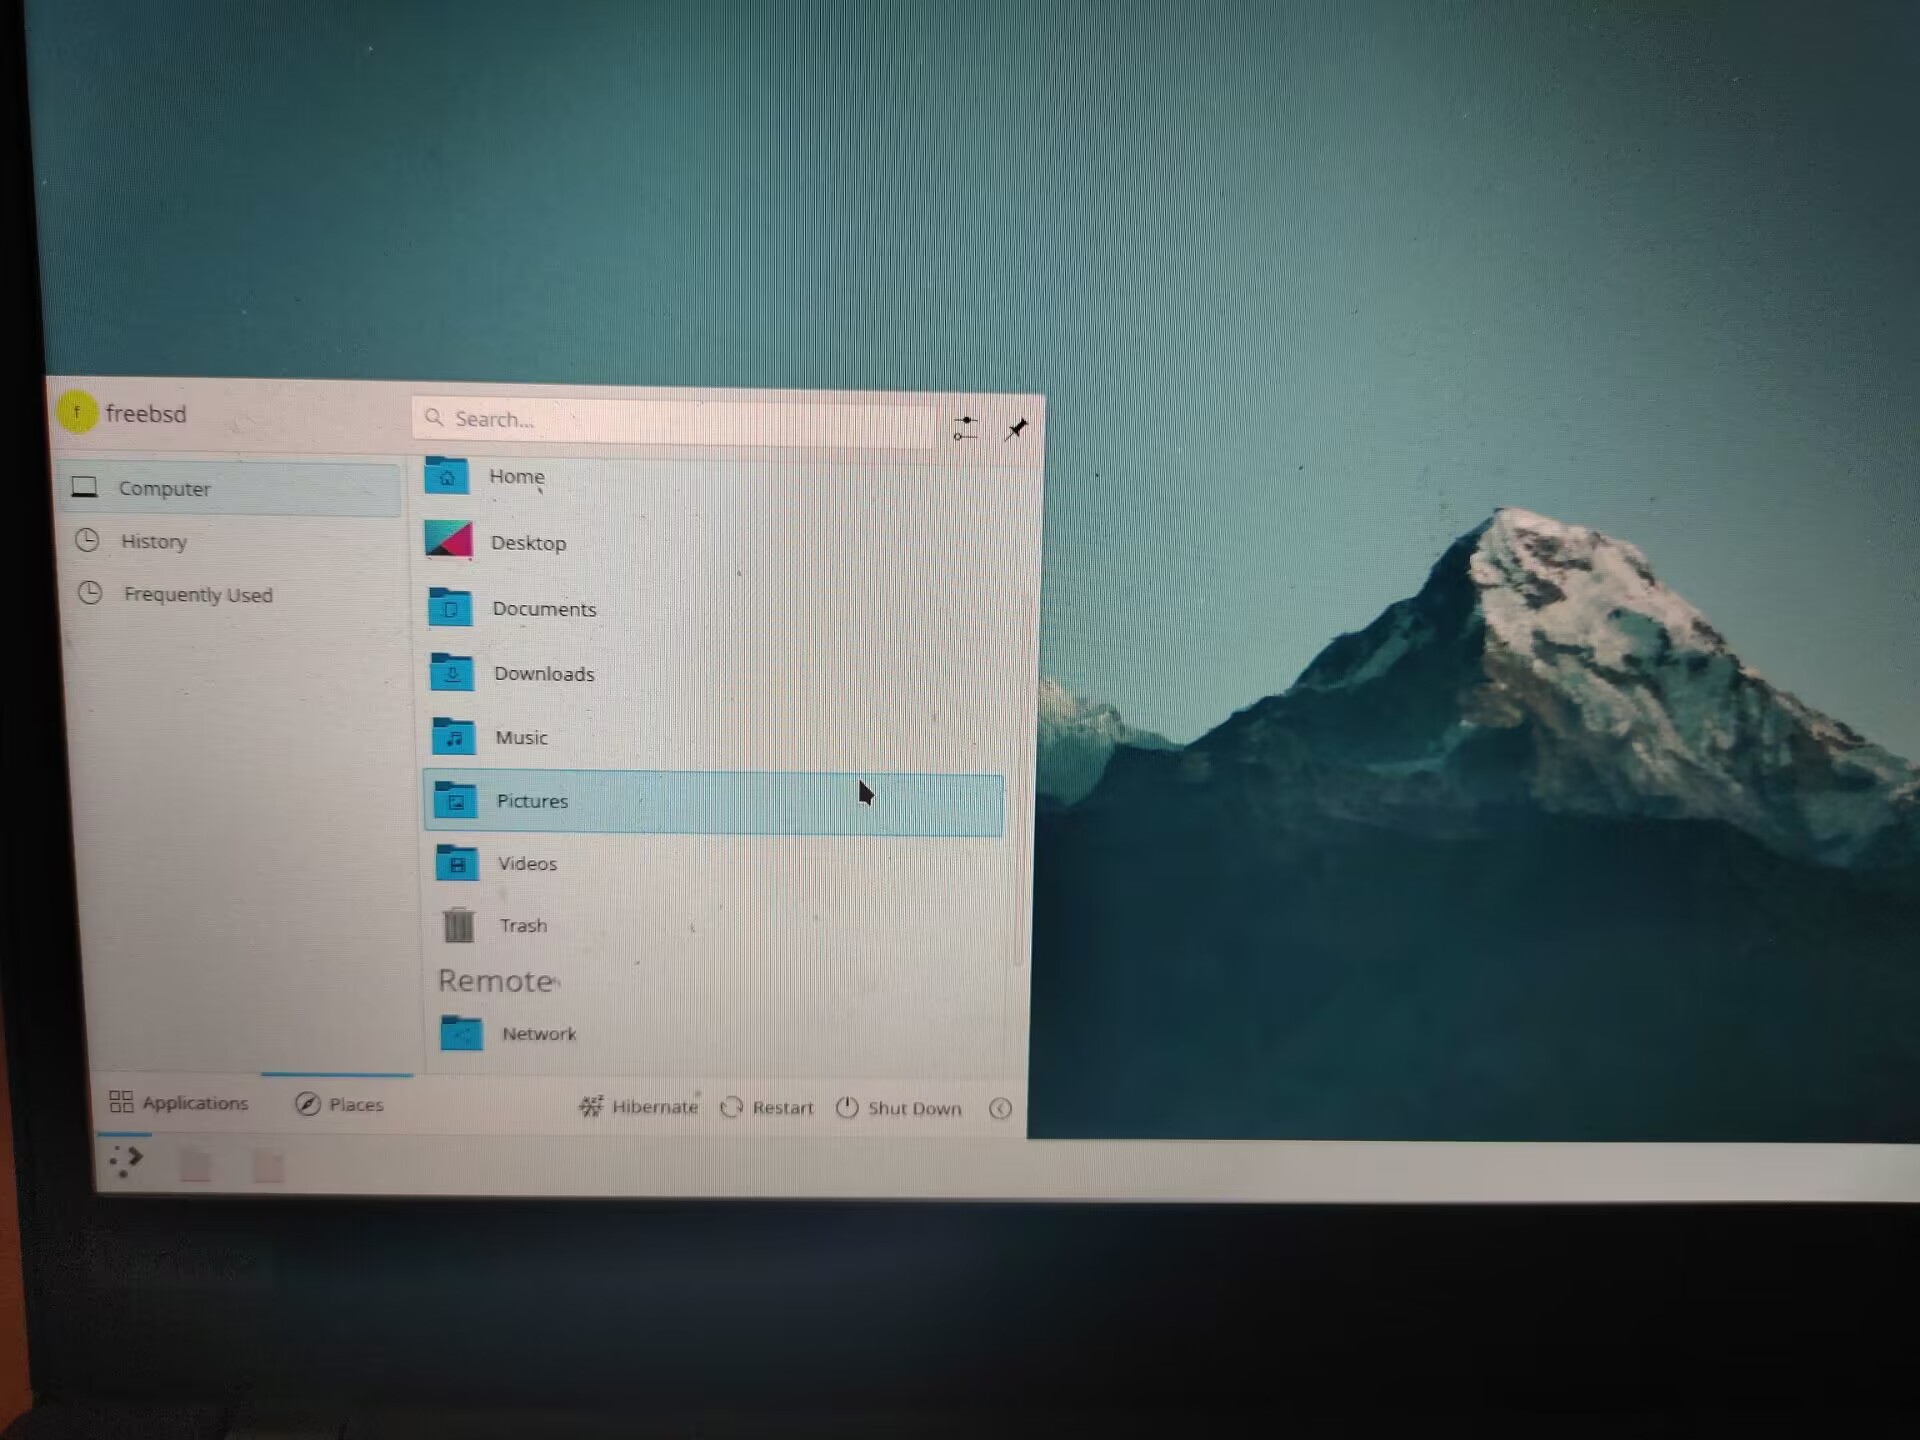 f freebsd
Search...
Computer
History
Frequently Used
Home
Desktop
Documents
Downloads
Music
Pictures
Videos
Trash
Remote
Network
Applications
Places
Hibernate
Restart
Shut Down